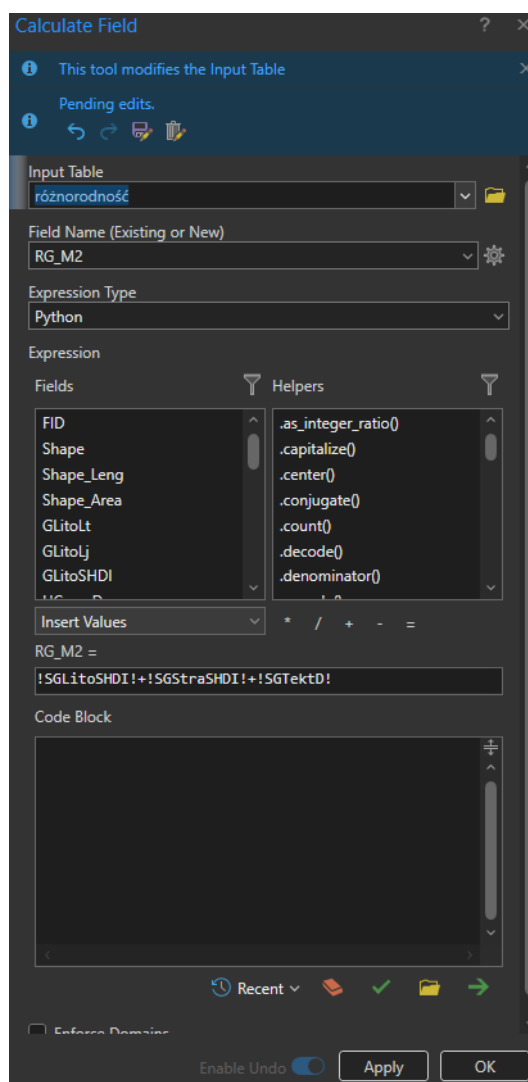 Calculate Field ?
This tool modifies the Input Table
Pending edits.
Input Table
różnorodność
Field Name (Existing or New)
RG_M2
Expression Type
Python
Expression
Fields
Helpers
FID
Shape
Shape_Leng
Shape_Area
GLitoLt
GLitoLj
GLitoSHDI
.as_integer_ratio()
.capitalize()
.center()
.conjugate()
.count()
.decode()
.denominator()
Insert Values * / + - =
RG_M2 =
!SGLitoSHDI!+!SGStraSHDI!+!SGTektD!
Code Block
Recent
Enforce Domains
Enable Undo Apply OK